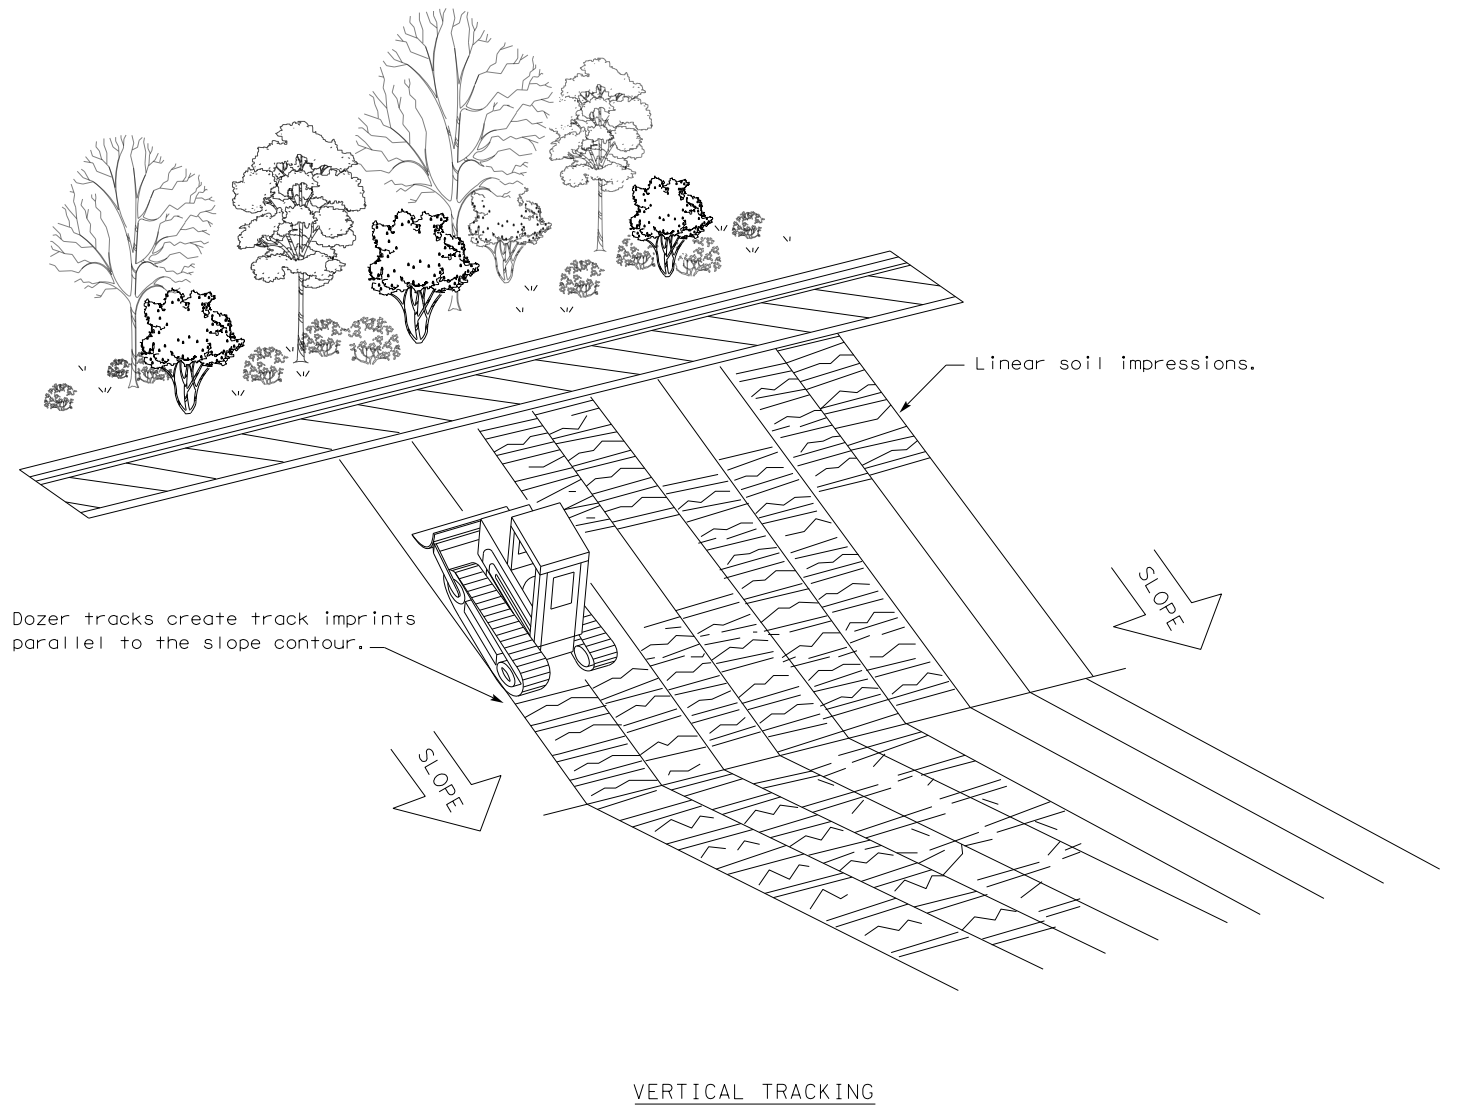 Linear soil impressions.
SLOPE
Dozer tracks create track imprints
parallel to the slope contour.
SLOPE
VERTICAL TRACKING